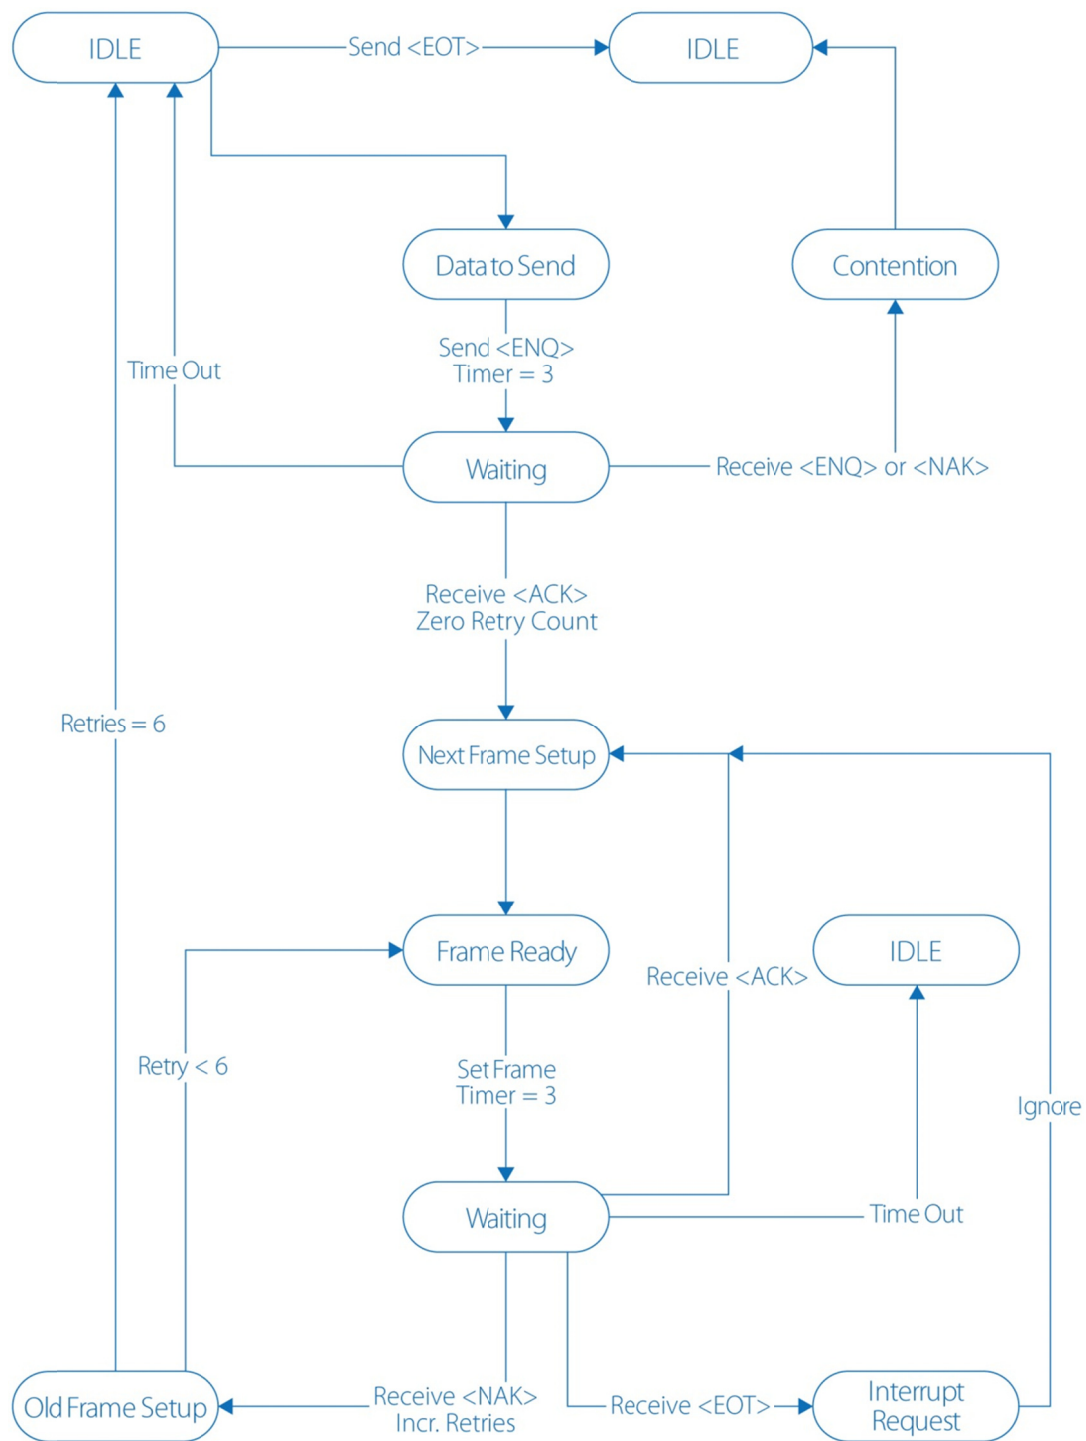 IDLE
Send <EOT>
IDLE
Data to Send
Contention
Send <ENQ>
Timer = 3
Time Out
Waiting
Receive <ENQ> or <NAK>
Receive <ACK>
Zero Retry Count
Retries = 6
Next Frame Setup
Frame Ready
IDLE
Receive <ACK>
Retry < 6
Set Frame
Timer = 3
Ignore
Waiting
Time Out
Old Frame Setup
Receive <NAK>
Incr. Retries
Receive <EOT>
Interrupt
Request